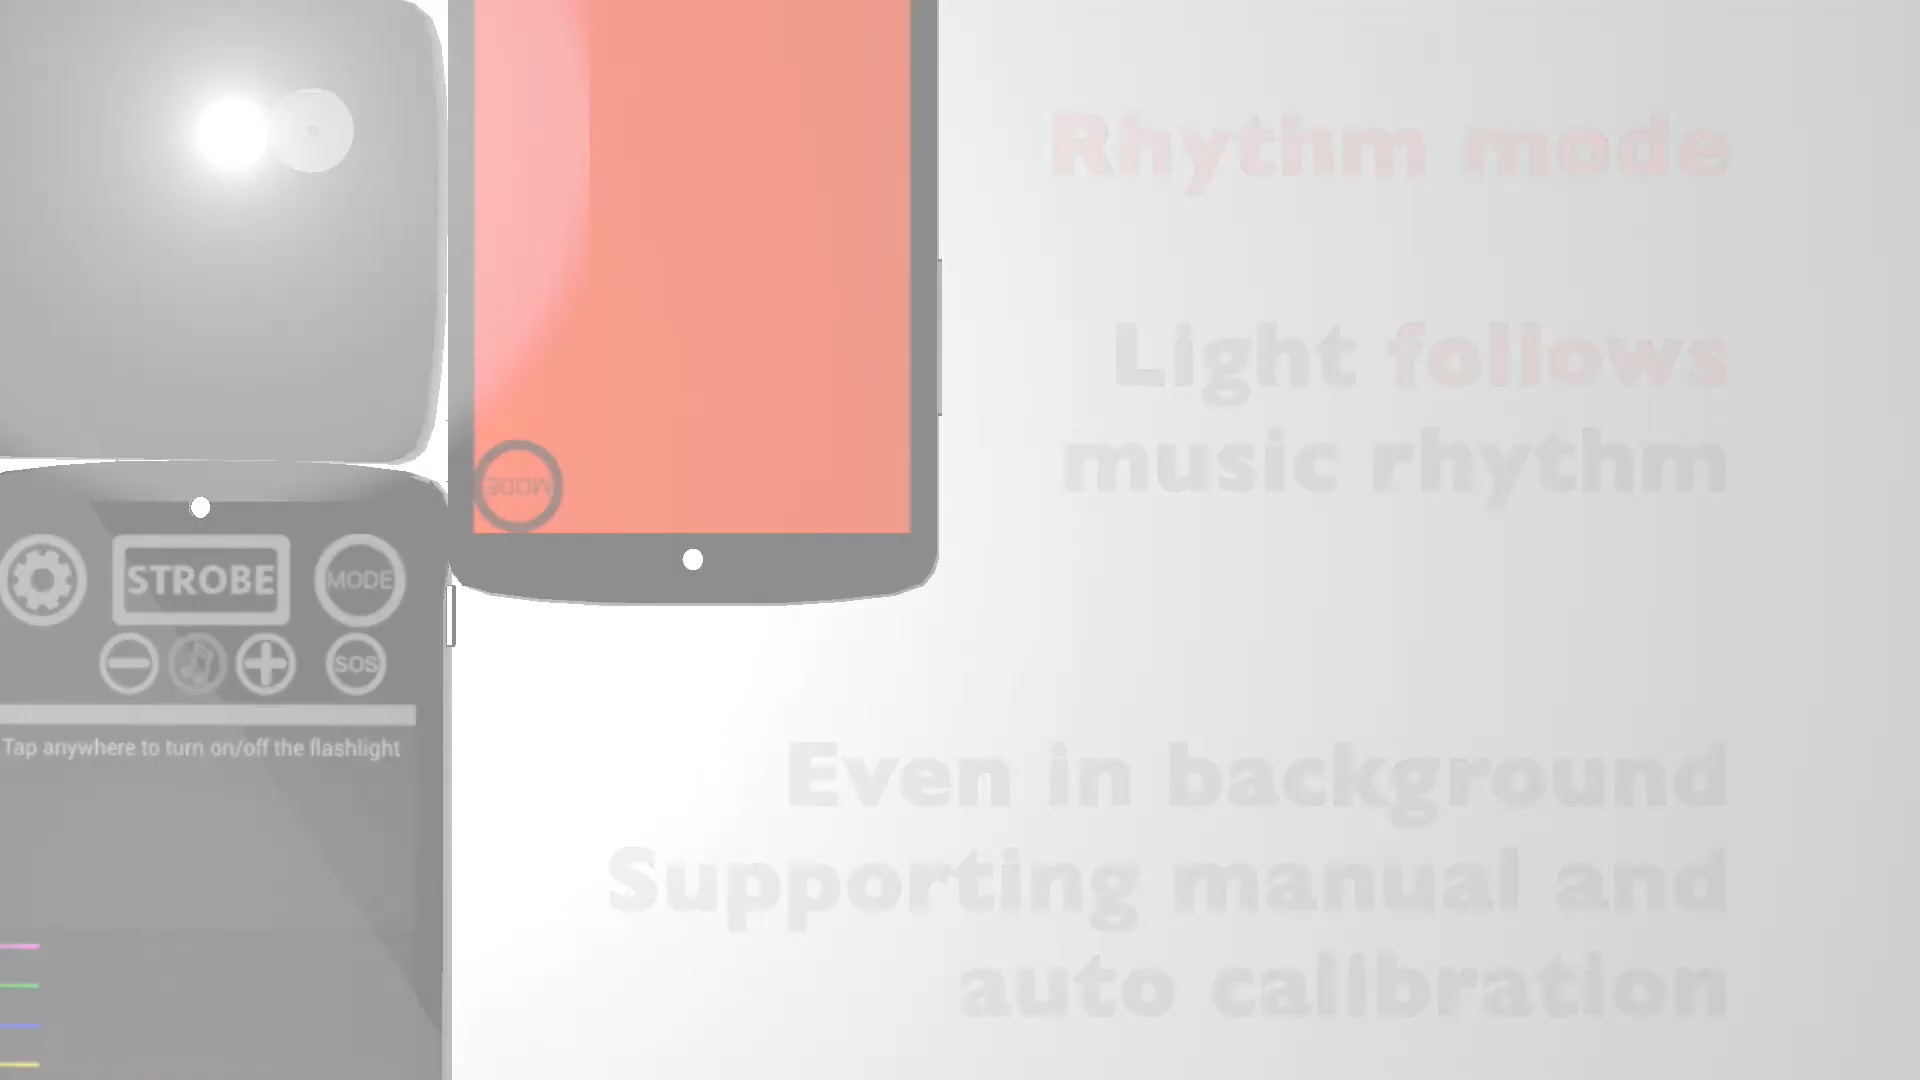 Rhythm mode
Light follows
music rhythm
MODE
STROBE
MODE
SOS
Tap anywhere to turn on/off the flashlight
Even in background
Supporting manual and
auto calibration